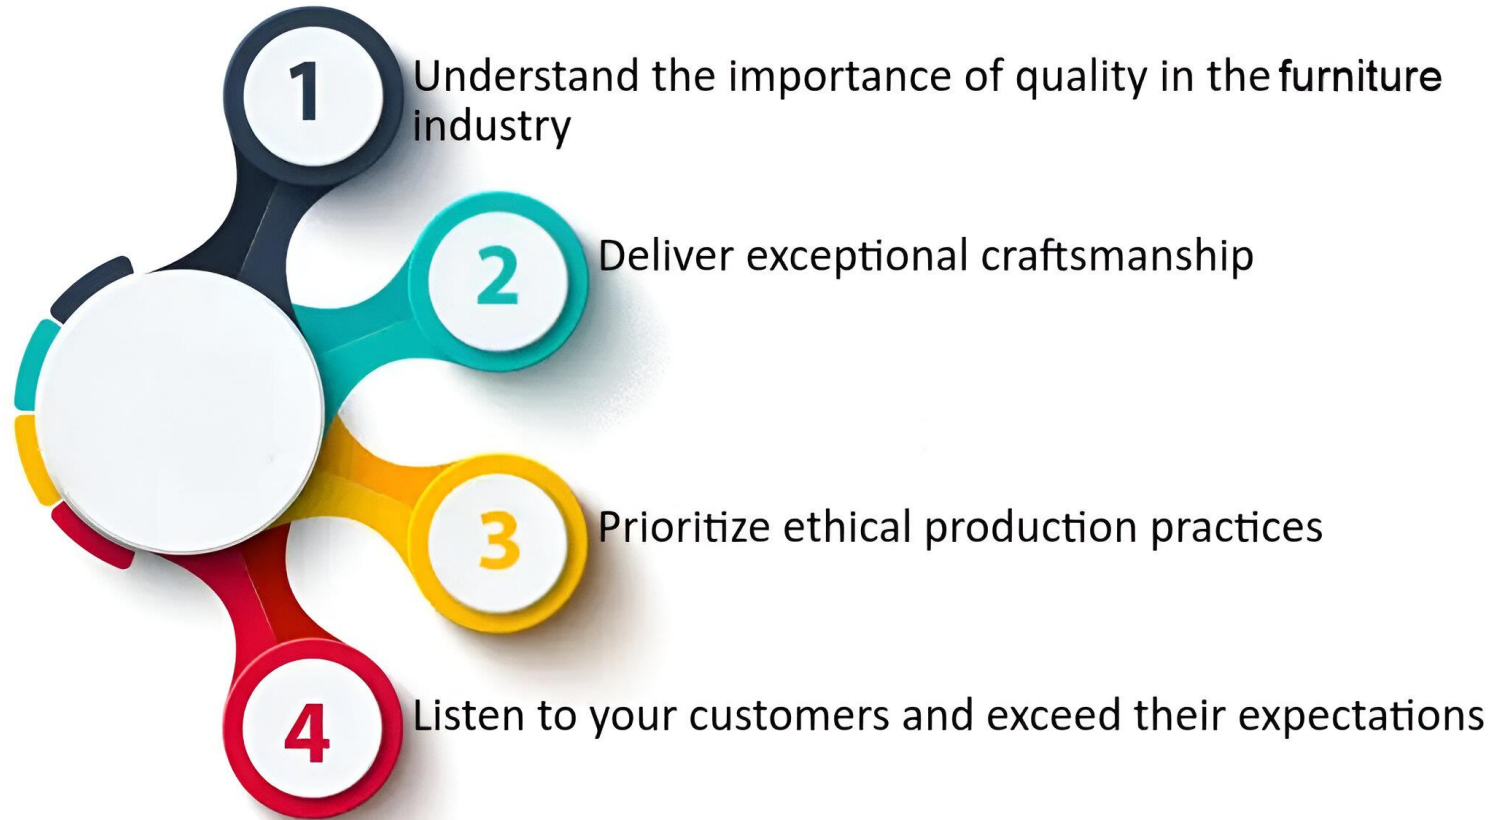 1
Understand the importance of quality in the furniture
industry
2
Deliver exceptional craftsmanship
3
Prioritize ethical production practices
4
Listen to your customers and exceed their expectations